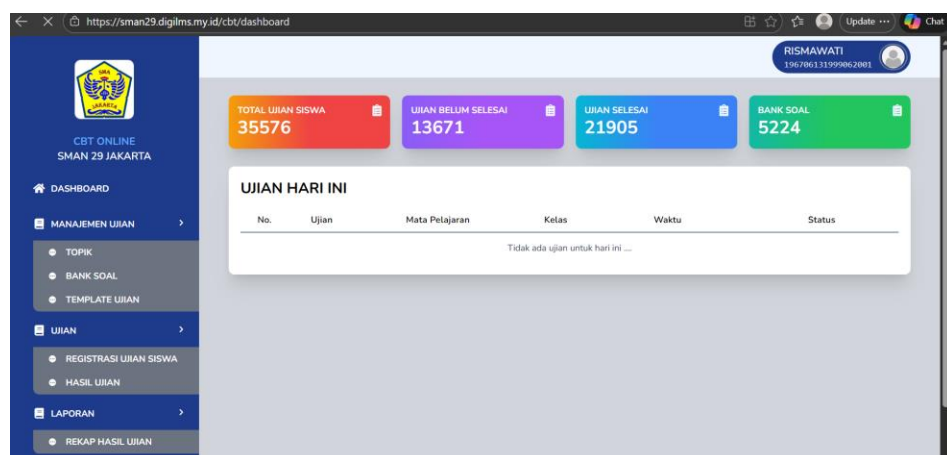 https://sman29.digilms.my.id/cbt/dashboard
Update
Chat
RISMAWATI
196706131999062001
SMA
JAKARTA
CBT ONLINE
SMAN 29 JAKARTA
DASHBOARD
MANAJEMEN UJIAN
TOPIK
BANK SOAL
TEMPLATE UJIAN
UJIAN
REGISTRASI UJIAN SISWA
HASIL UJIAN
LAPORAN
REKAP HASIL UJIAN
TOTAL UJIAN SISWA
35576
UJIAN BELUM SELESAI
13671
UJIAN SELESAI
21905
BANK SOAL
5224
UJIAN HARI INI
No. Ujian Mata Pelajaran Kelas Waktu Status
Tidak ada ujian untuk hari ini ....